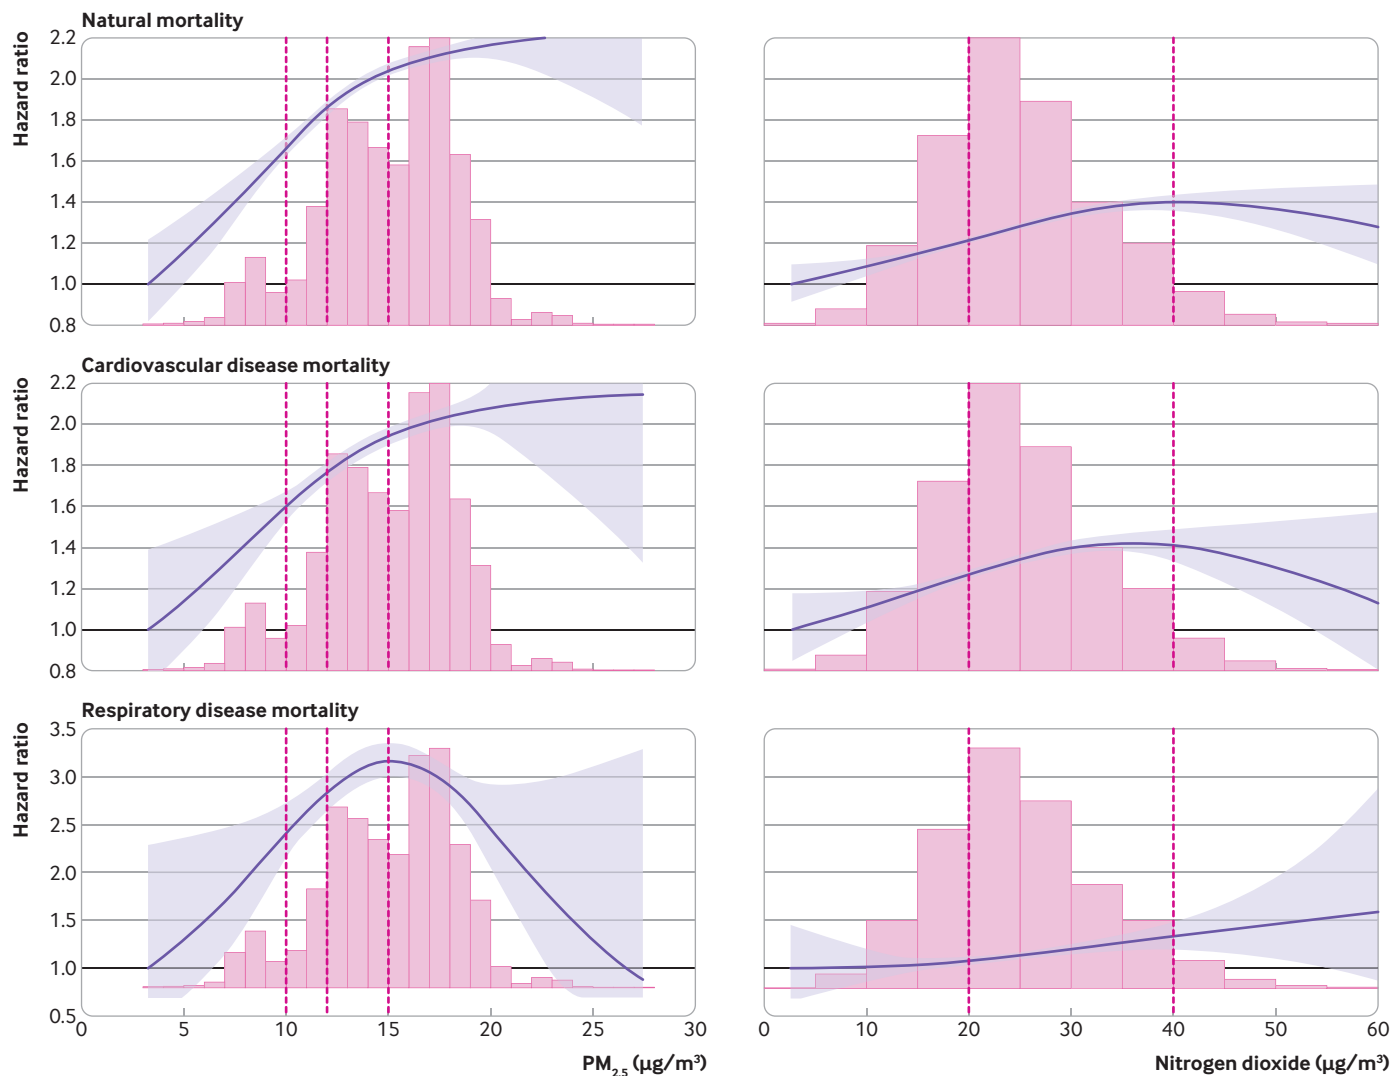 Natural mortality
Hazard ratio
2.2
2.0
1.8
1.6
1.4
1.2
1.0
0.8
Cardiovascular disease mortality
Hazard ratio
2.2
2.0
1.8
1.6
1.4
1.2
1.0
0.8
Respiratory disease mortality
Hazard ratio
3.5
3.0
2.5
2.0
1.5
1.0
0.5
0 5 10 15 20 25 30
PM2.5 (µg/m³)
0 10 20 30 40 50 60
Nitrogen dioxide (µg/m³)